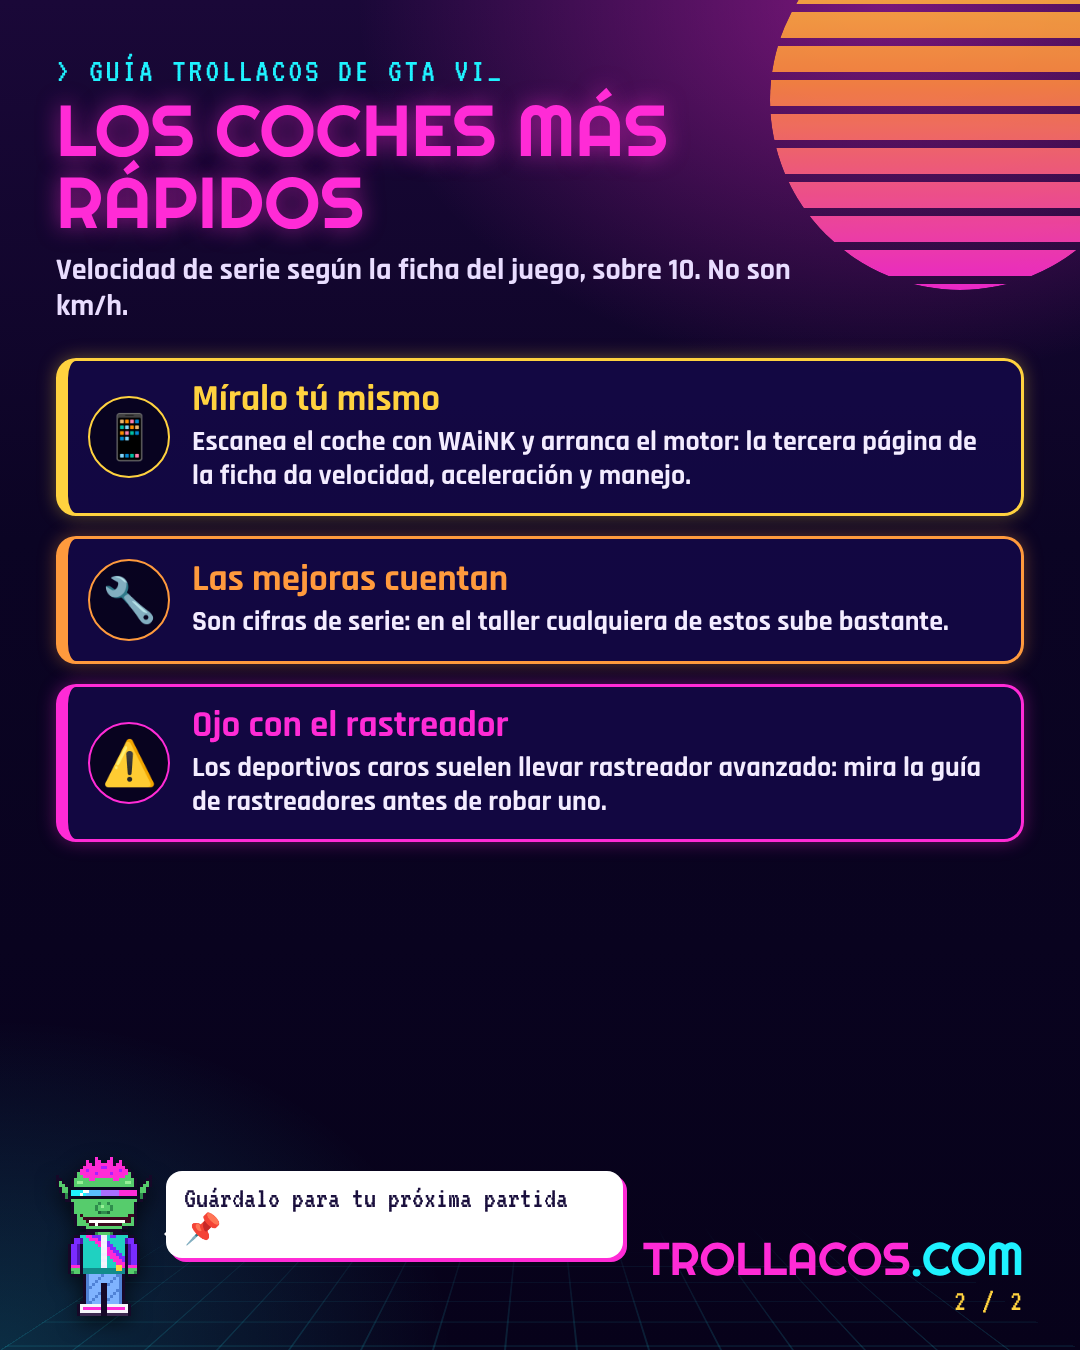 > GUÍA TROLLACOS DE GTA VI_
LOS COCHES MÁS
RÁPIDOS
Velocidad de serie según la ficha del juego, sobre 10. No son
km/h.
Míralo tú mismo
Escanea el coche con WAiNK y arranca el motor: la tercera página de
la ficha da velocidad, aceleración y manejo.
Las mejoras cuentan
Son cifras de serie: en el taller cualquiera de estos sube bastante.
Ojo con el rastreador
Los deportivos caros suelen llevar rastreador avanzado: mira la guía
de rastreadores antes de robar uno.
Guárdalo para tu próxima partida
TROLLACOS.COM
2 / 2